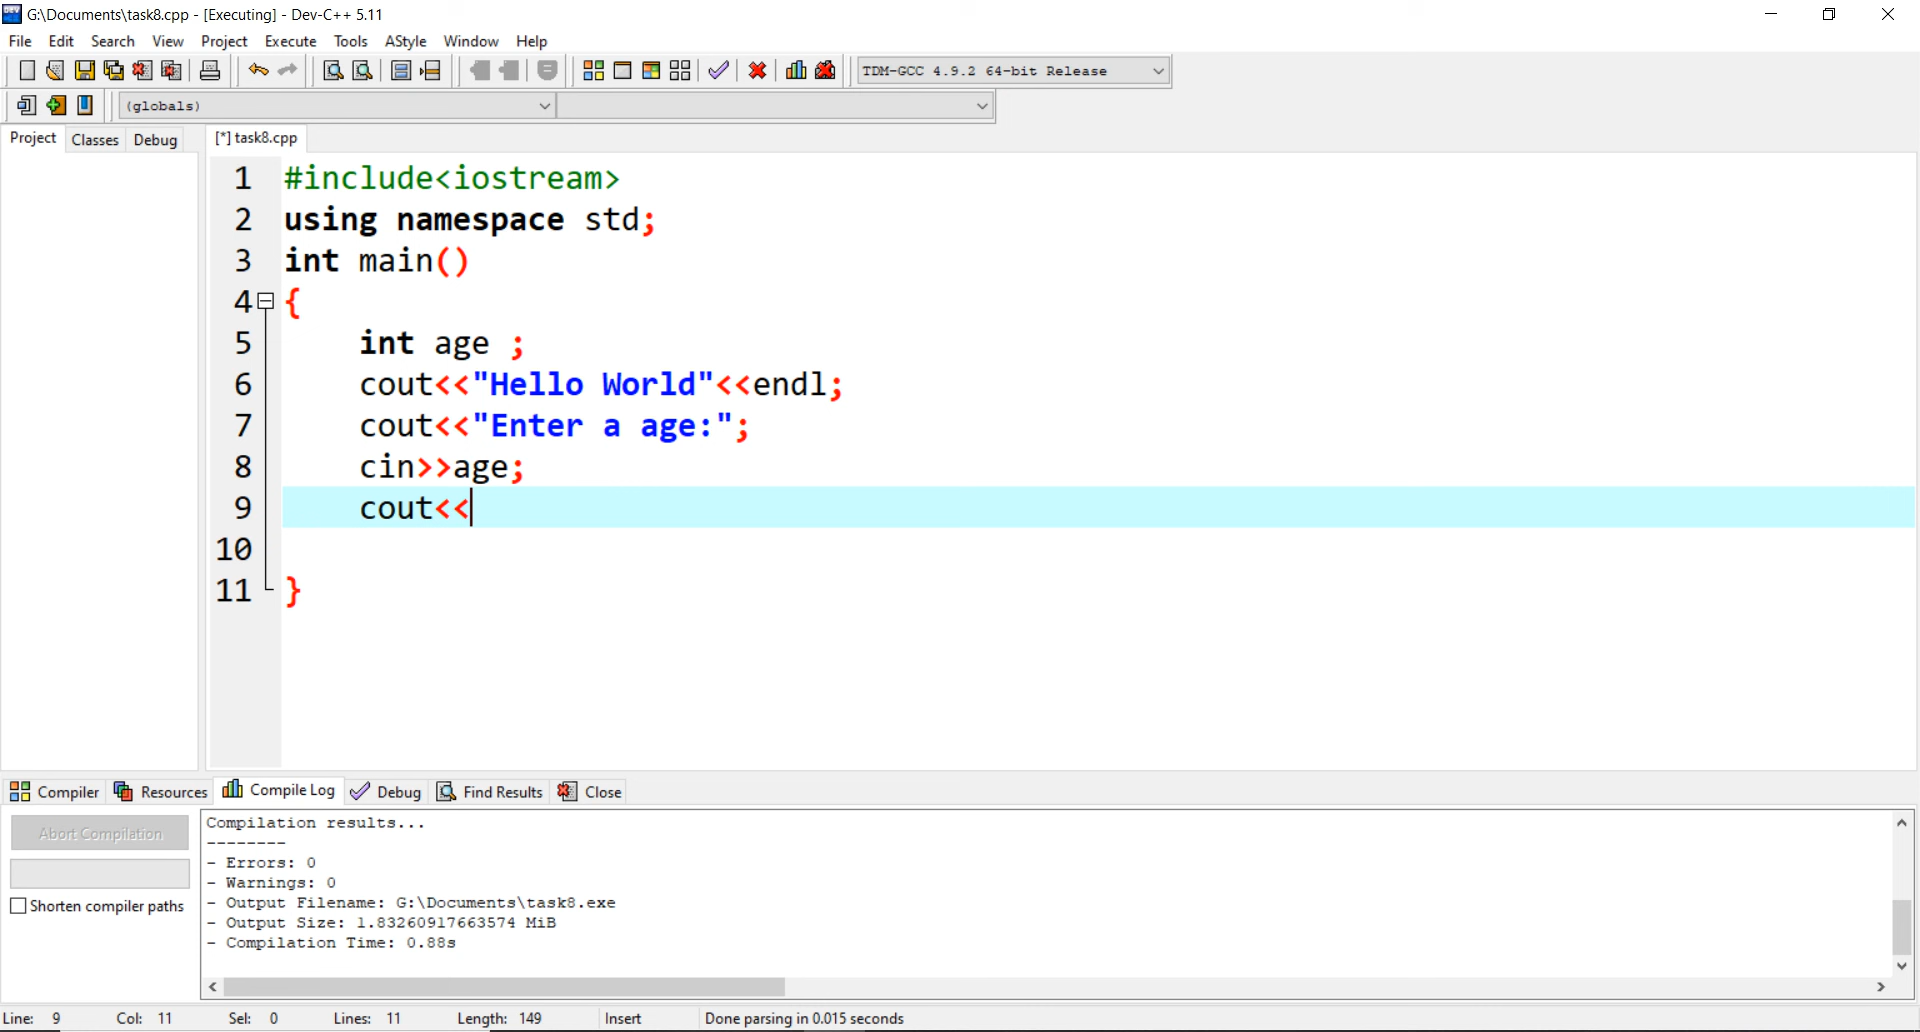 G:\Documents\task8.cpp - [Executing] - Dev-C++ 5.11
File Edit Search View Project Execute Tools AStyle Window Help
TDM-GCC 4.9.2 64-bit Release
(globals)
Project Classes Debug [*] task8.cpp
1 #include<iostream>
2 using namespace std;
3 int main()
4 {
5 int age ;
6 cout<<"Hello World"<<endl;
7 cout<<"Enter a age:";
8 cin>>age;
9 cout<<
10
11 }
Compiler Resources Compile Log Debug Find Results Close
Abort Compilation
Shorten compiler paths
Compilation results...
--------
- Errors: 0
- Warnings: 0
- Output Filename: G:\Documents\task8.exe
- Output Size: 1.83260917663574 MiB
- Compilation Time: 0.88s
Line: 9 Col: 11 Sel: 0 Lines: 11 Length: 149 Insert Done parsing in 0.015 seconds